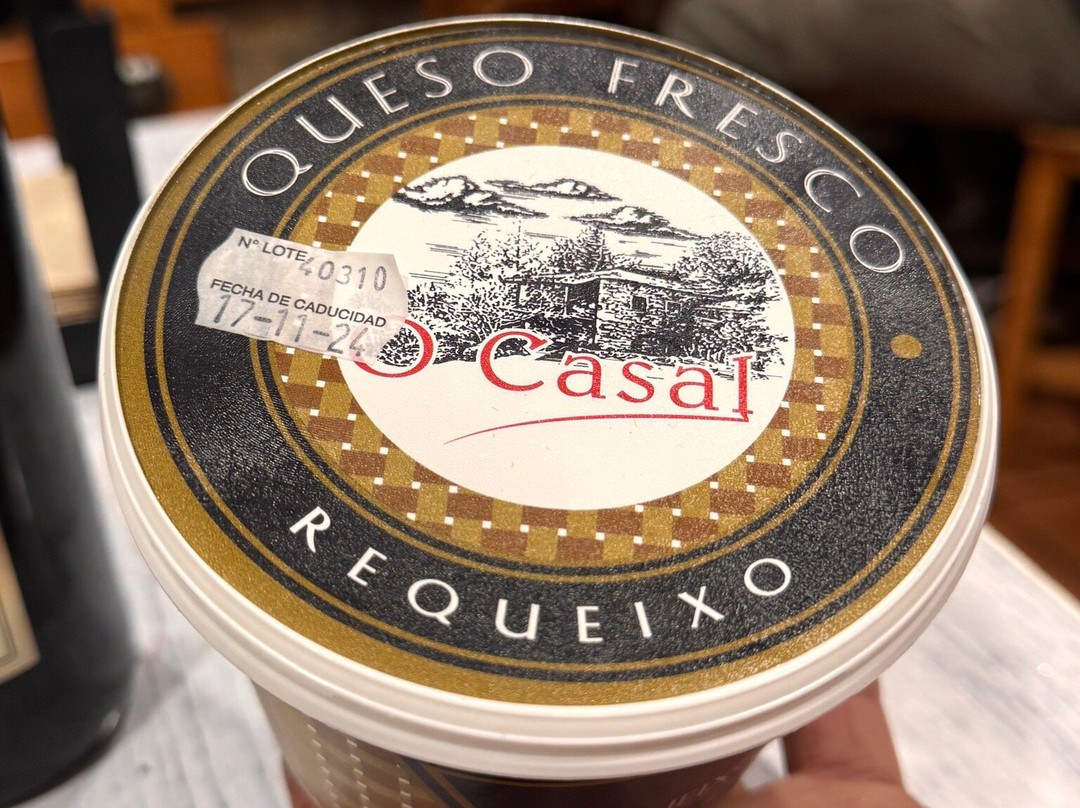 QUESO FRESCO
Nº LOTE 40310
FECHA DE CADUCIDAD
17-11-24
O Casal
REQUEIXO